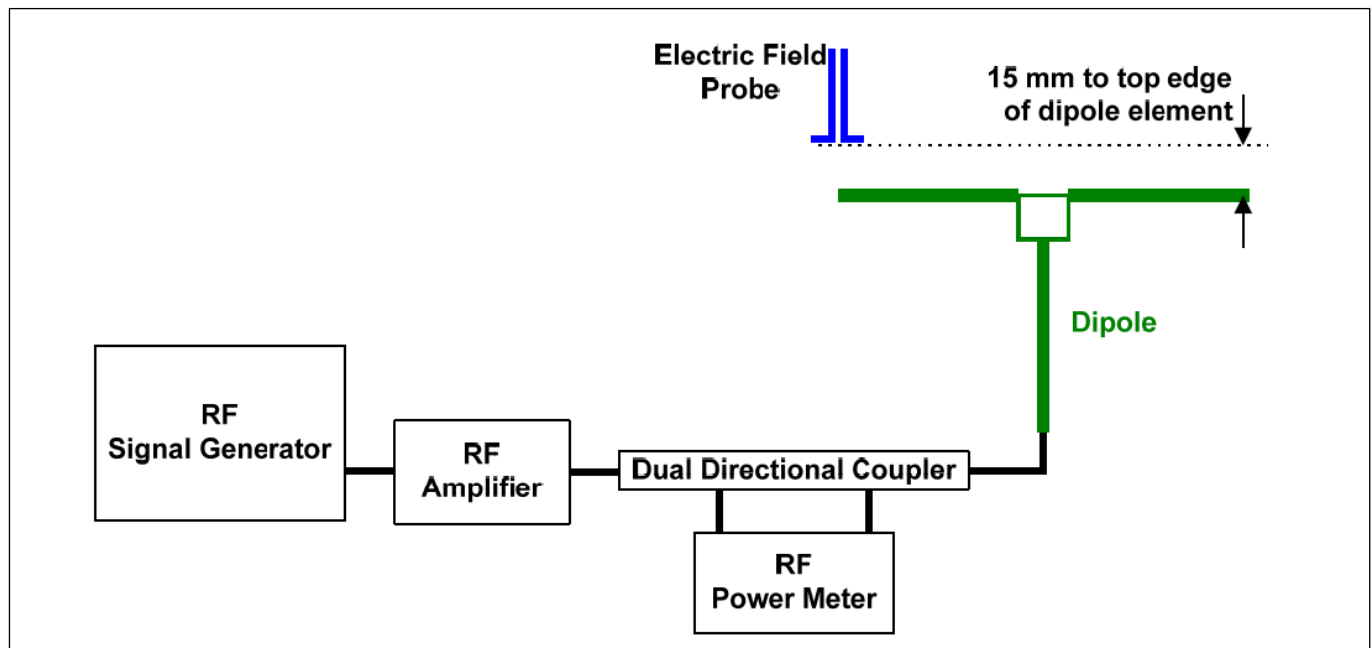 Electric Field
Probe
15 mm to top edge
of dipole element
Dipole
RF
Signal Generator
RF
Amplifier
Dual Directional Coupler
RF
Power Meter